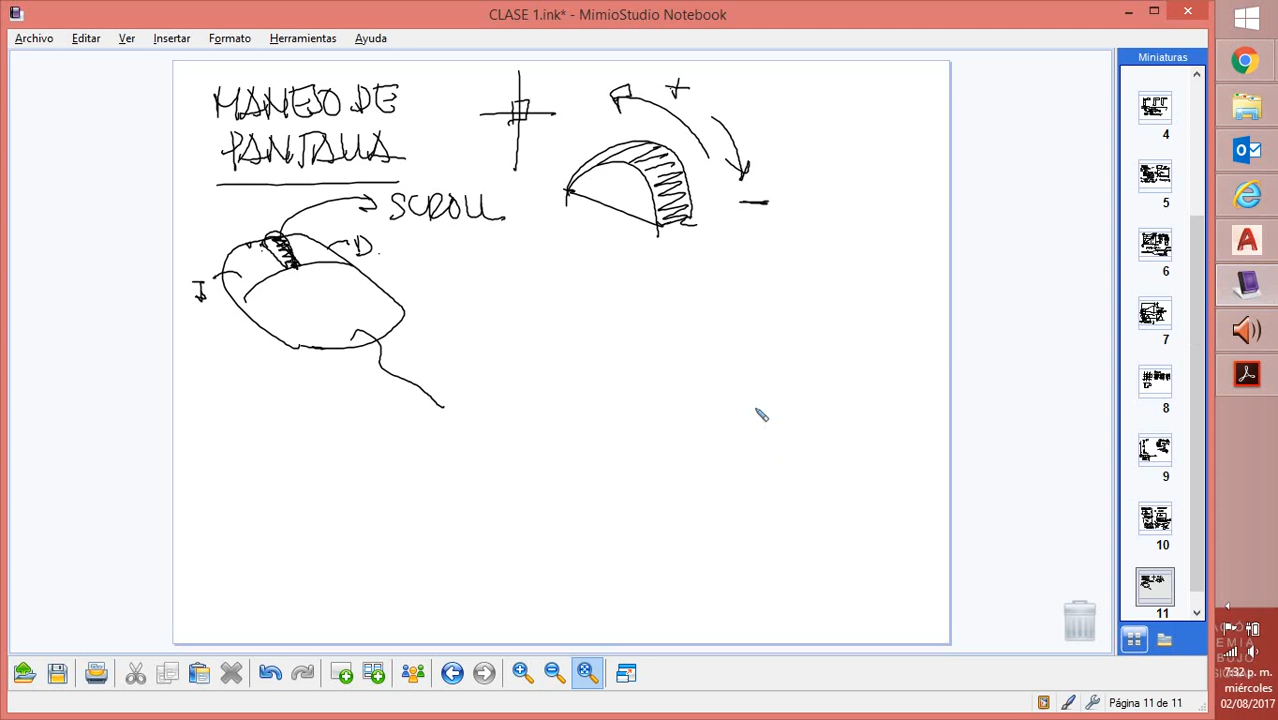 CLASE 1.ink* - MimioStudio Notebook
Archivo Editar Ver Insertar Formato Herramientas Ayuda
Miniaturas
MANEJO DE
PANTALLA
+
-
SCROLL
D.
I
4
5
6
7
8
9
10
11
7:32 p. m.
miércoles
02/08/2017
Página 11 de 11